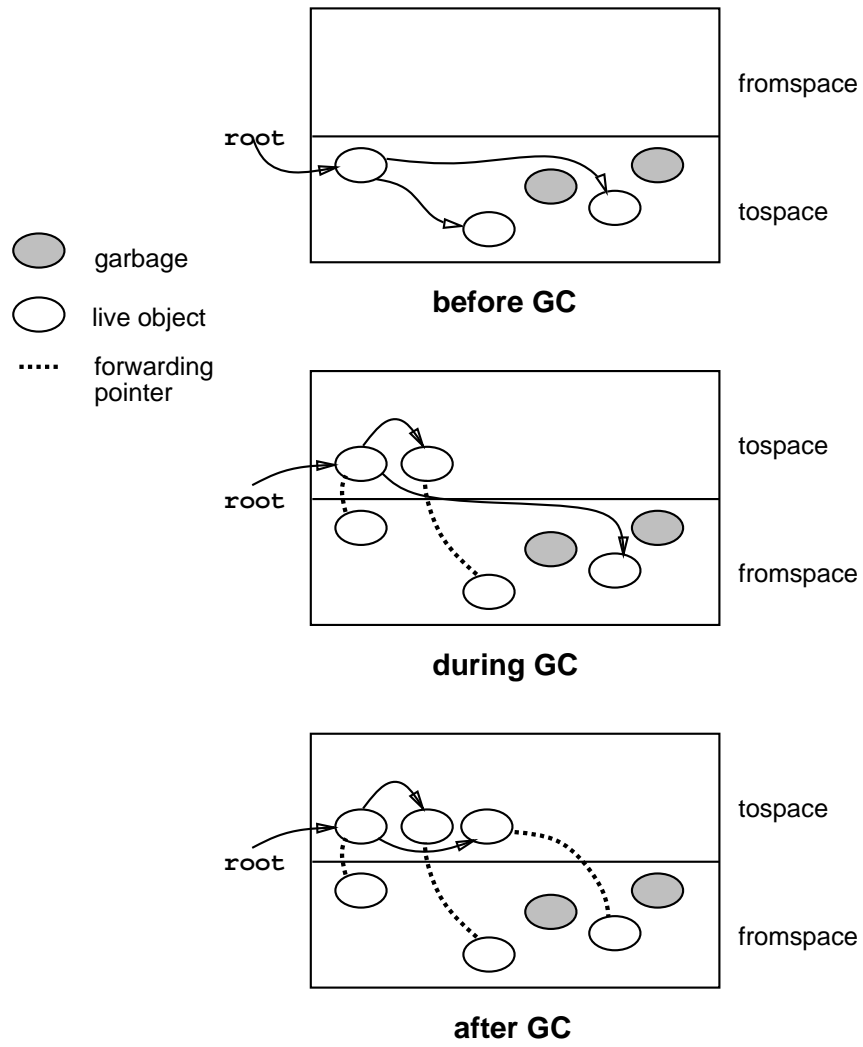 fromspace
root
tospace
garbage
before GC
live object
forwarding
pointer
tospace
root
fromspace
during GC
tospace
root
fromspace
after GC